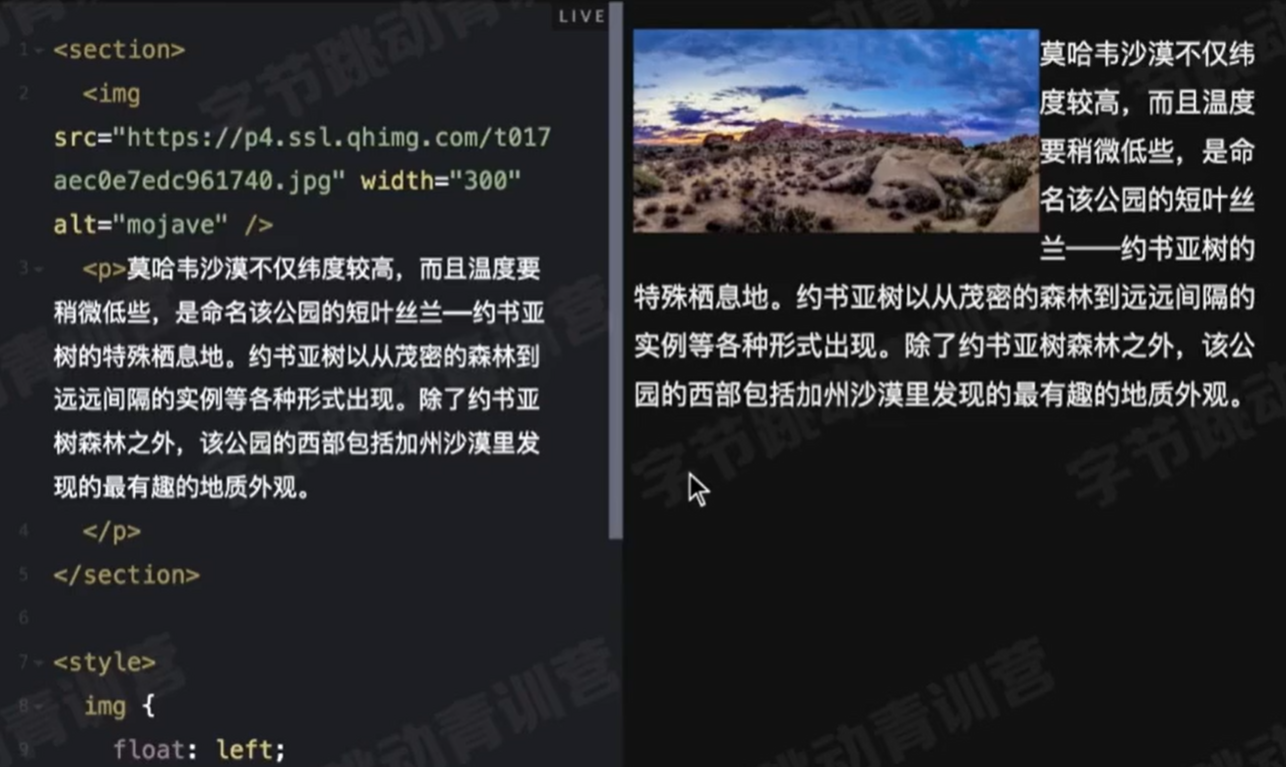 LIVE
1 <section>
2 <img
src="https://p4.ssl.qhimg.com/t017
aec0e7edc961740.jpg" width="300"
alt="mojave" />
3 <p>莫哈韦沙漠不仅纬度较高，而且温度要
稍微低些，是命名该公园的短叶丝兰——约书亚
树的特殊栖息地。约书亚树以从茂密的森林到
远远间隔的实例等各种形式出现。除了约书亚
树森林之外，该公园的西部包括加州沙漠里发
现的最有趣的地质外观。
4 </p>
5 </section>
6
7 <style>
8 img {
9 float: left;
莫哈韦沙漠不仅纬
度较高，而且温度
要稍微低些，是命
名该公园的短叶丝
兰——约书亚树的
特殊栖息地。约书亚树以从茂密的森林到远远间隔的
实例等各种形式出现。除了约书亚树森林之外，该公
园的西部包括加州沙漠里发现的最有趣的地质外观。
字节跳动青训营